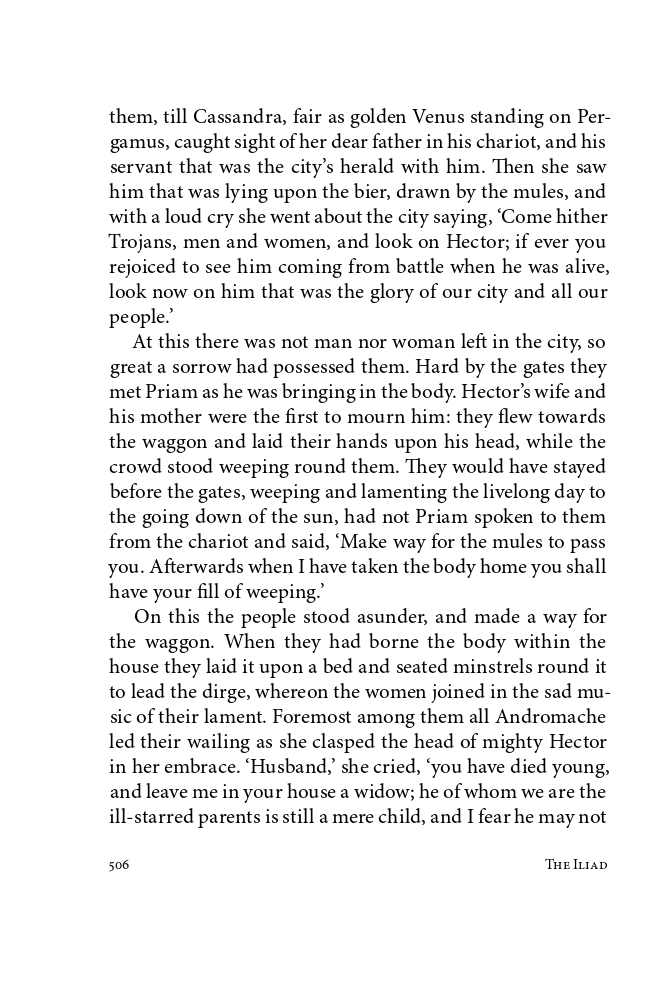 them, till Cassandra, fair as golden Venus standing on Per-
gamus, caught sight of her dear father in his chariot, and his
servant that was the city’s herald with him. Then she saw
him that was lying upon the bier, drawn by the mules, and
with a loud cry she went about the city saying, ‘Come hither
Trojans, men and women, and look on Hector; if ever you
rejoiced to see him coming from battle when he was alive,
look now on him that was the glory of our city and all our
people.’
At this there was not man nor woman left in the city, so
great a sorrow had possessed them. Hard by the gates they
met Priam as he was bringing in the body. Hector’s wife and
his mother were the first to mourn him: they flew towards
the waggon and laid their hands upon his head, while the
crowd stood weeping round them. They would have stayed
before the gates, weeping and lamenting the livelong day to
the going down of the sun, had not Priam spoken to them
from the chariot and said, ‘Make way for the mules to pass
you. Afterwards when I have taken the body home you shall
have your fill of weeping.’
On this the people stood asunder, and made a way for
the waggon. When they had borne the body within the
house they laid it upon a bed and seated minstrels round it
to lead the dirge, whereon the women joined in the sad mu-
sic of their lament. Foremost among them all Andromache
led their wailing as she clasped the head of mighty Hector
in her embrace. ‘Husband,’ she cried, ‘you have died young,
and leave me in your house a widow; he of whom we are the
ill-starred parents is still a mere child, and I fear he may not
506 The Iliad